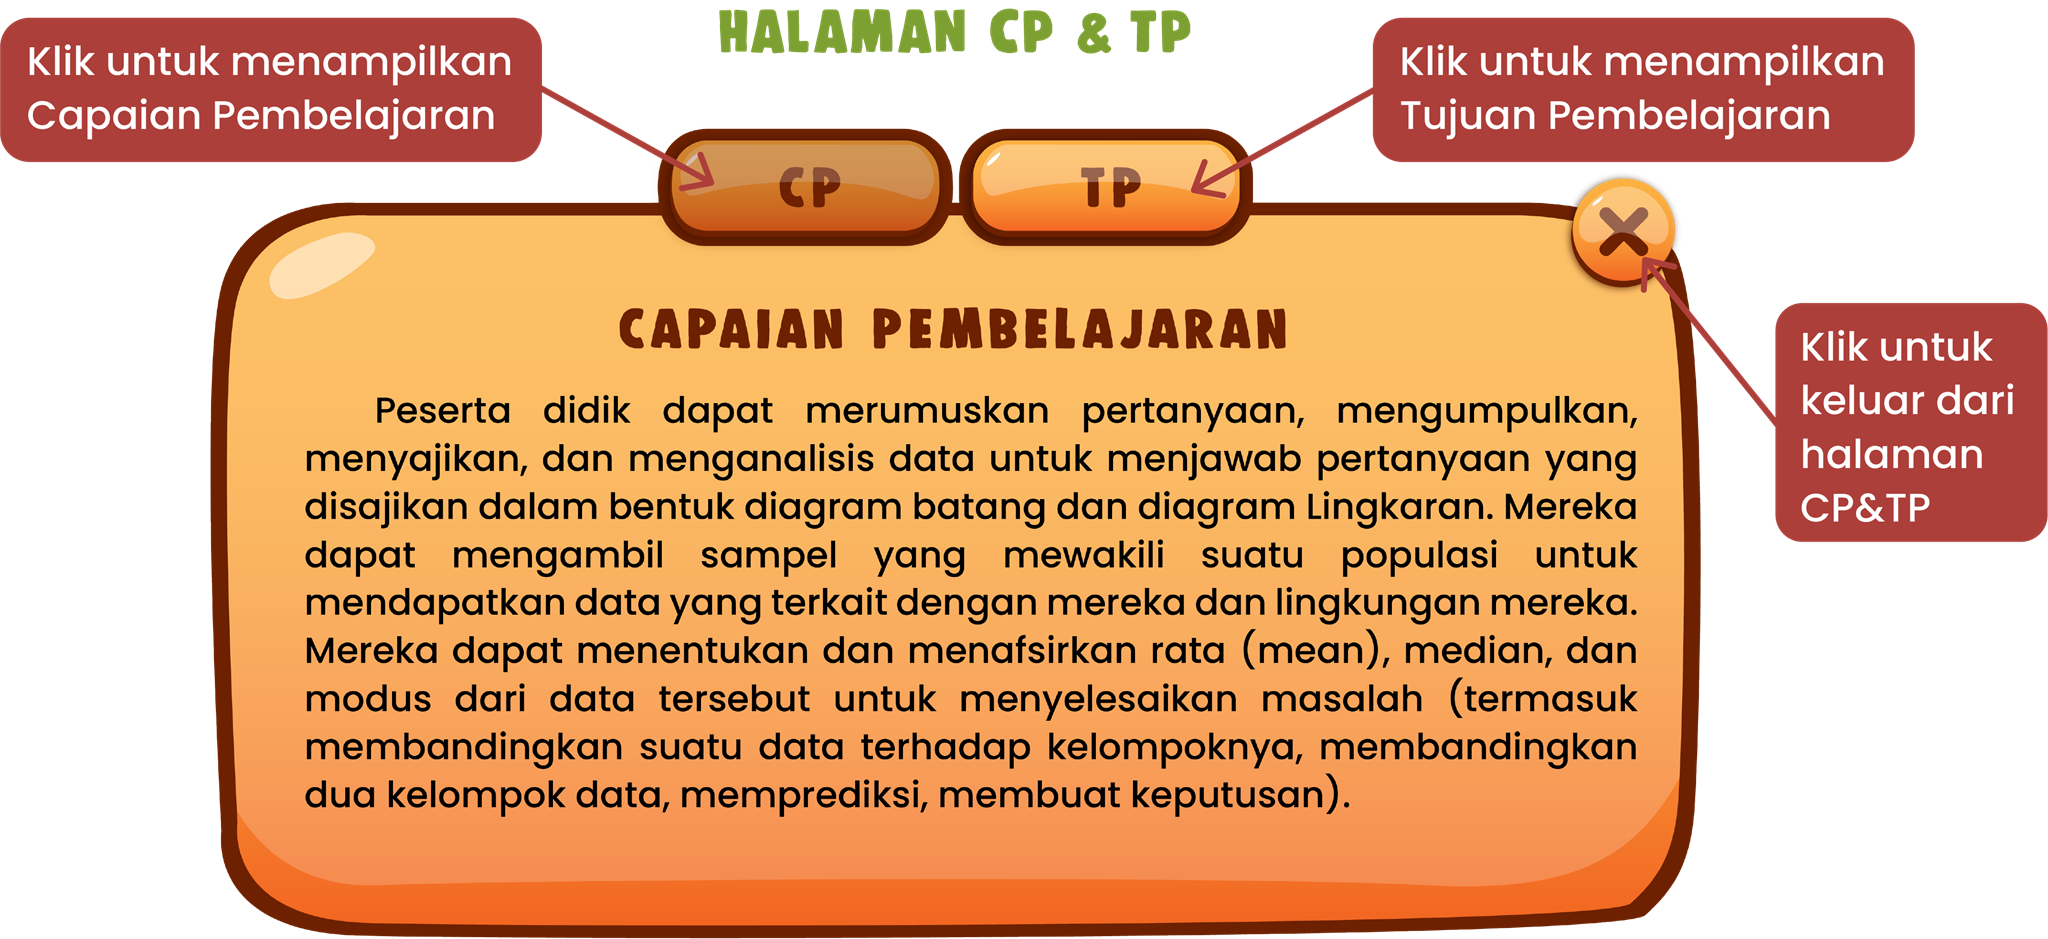 HALAMAN CP & TP
Klik untuk menampilkan
Capaian Pembelajaran
Klik untuk menampilkan
Tujuan Pembelajaran
CP
TP
Klik untuk
keluar dari
halaman
CP&TP
CAPAIAN PEMBELAJARAN
Peserta didik dapat merumuskan pertanyaan, mengumpulkan,
menyajikan, dan menganalisis data untuk menjawab pertanyaan yang
disajikan dalam bentuk diagram batang dan diagram Lingkaran. Mereka
dapat mengambil sampel yang mewakili suatu populasi untuk
mendapatkan data yang terkait dengan mereka dan lingkungan mereka.
Mereka dapat menentukan dan menafsirkan rata (mean), median, dan
modus dari data tersebut untuk menyelesaikan masalah (termasuk
membandingkan suatu data terhadap kelompoknya, membandingkan
dua kelompok data, memprediksi, membuat keputusan).